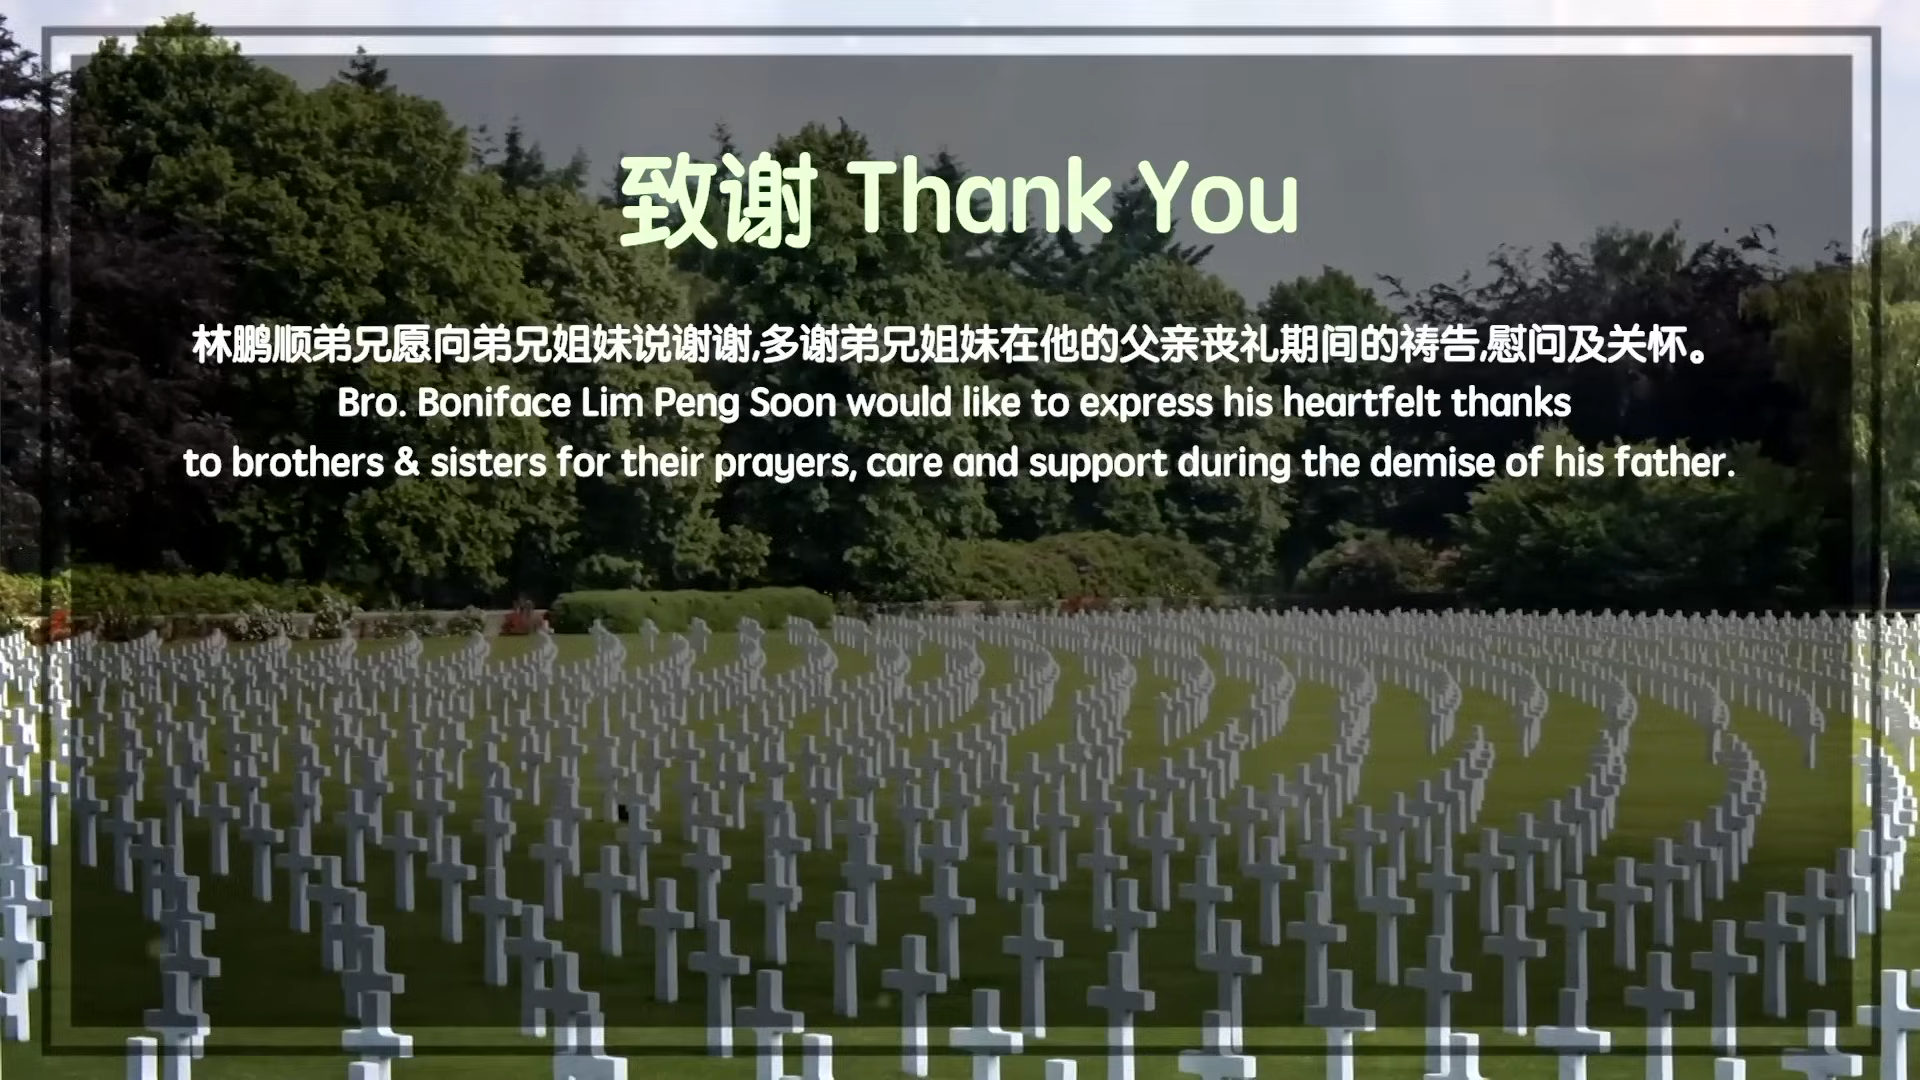 致谢 Thank You
林鹏顺弟兄愿向弟兄姐妹说谢谢,多谢弟兄姐妹在他的父亲丧礼期间的祷告,慰问及关怀。
Bro. Boniface Lim Peng Soon would like to express his heartfelt thanks
to brothers & sisters for their prayers, care and support during the demise of his father.